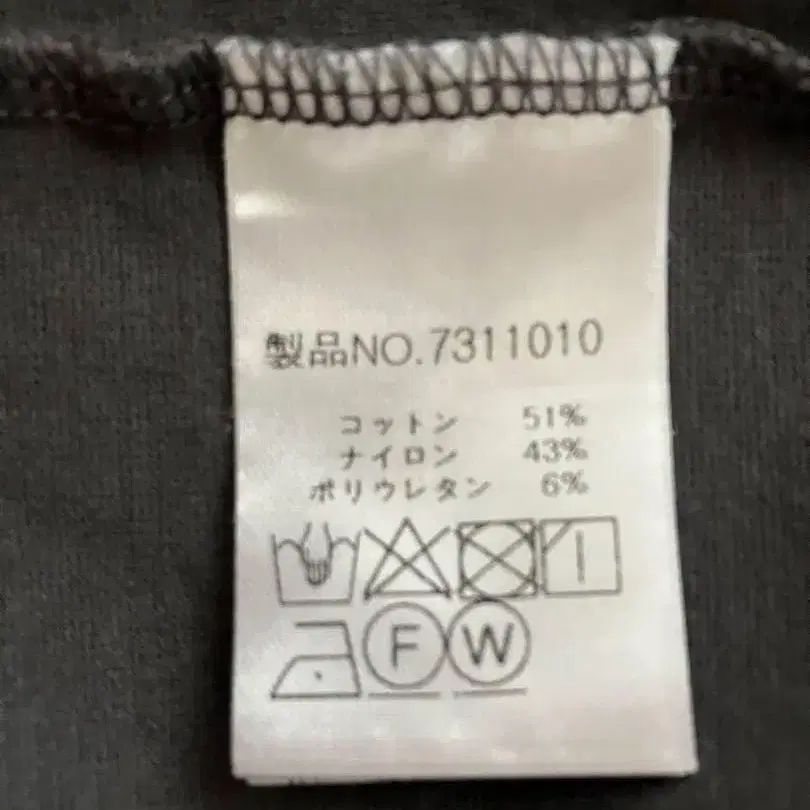 製品NO.7311010
コットン 51%
ナイロン 43%
ポリウレタン 6%
F W